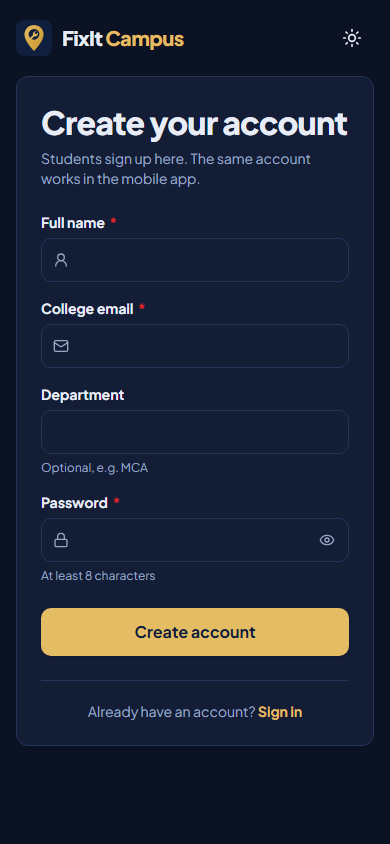 FixIt Campus
Create your account
Students sign up here. The same account
works in the mobile app.
Full name *
College email *
Department
Optional, e.g. MCA
Password *
At least 8 characters
Create account
Already have an account? Sign in